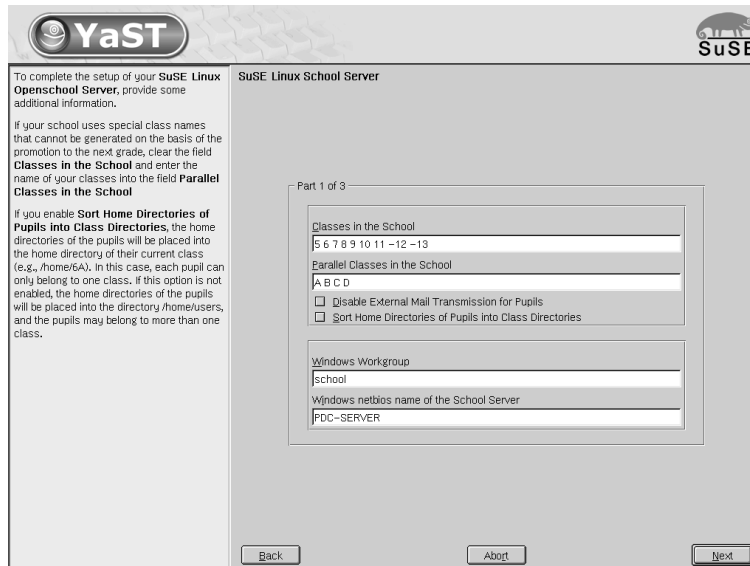 YaST
SuSE
To complete the setup of your SuSE Linux
Openschool Server, provide some
additional information.
If your school uses special class names
that cannot be generated on the basis of the
promotion to the next grade, clear the field
Classes in the School and enter the
name of your classes into the field Parallel
Classes in the School
If you enable Sort Home Directories of
Pupils into Class Directories, the home
directories of the pupils will be placed into
the home directory of their current class
(e.g., /home/6A). In this case, each pupil can
only belong to one class. If this option is not
enabled, the home directories of the pupils
will be placed into the directory /home/users,
and the pupils may belong to more than one
class.
SuSE Linux School Server
Part 1 of 3
Classes in the School
5 6 7 8 9 10 11 -12 -13
Parallel Classes in the School
A B C D
Disable External Mail Transmission for Pupils
Sort Home Directories of Pupils into Class Directories
Windows Workgroup
school
Windows netbios name of the School Server
PDC-SERVER
Back
Abort
Next